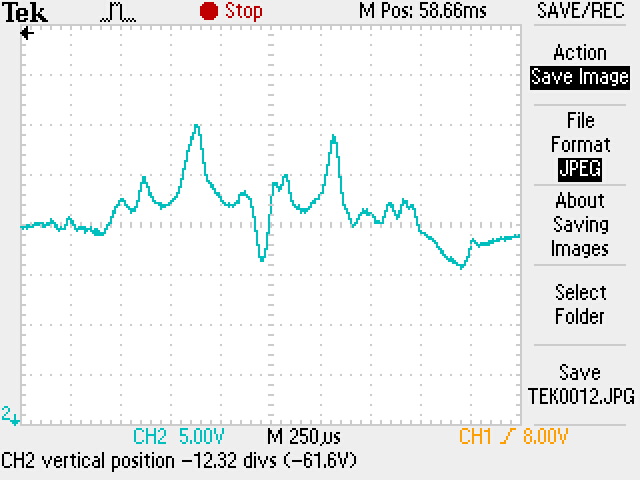 Tek Stop M Pos: 58.66ms SAVE/REC
Action
Save Image
File
Format
JPEG
About
Saving
Images
Select
Folder
Save
TEK0012.JPG
2
CH2 5.00V M 250µs CH1 8.00V
CH2 vertical position -12.32 divs (-61.6V)